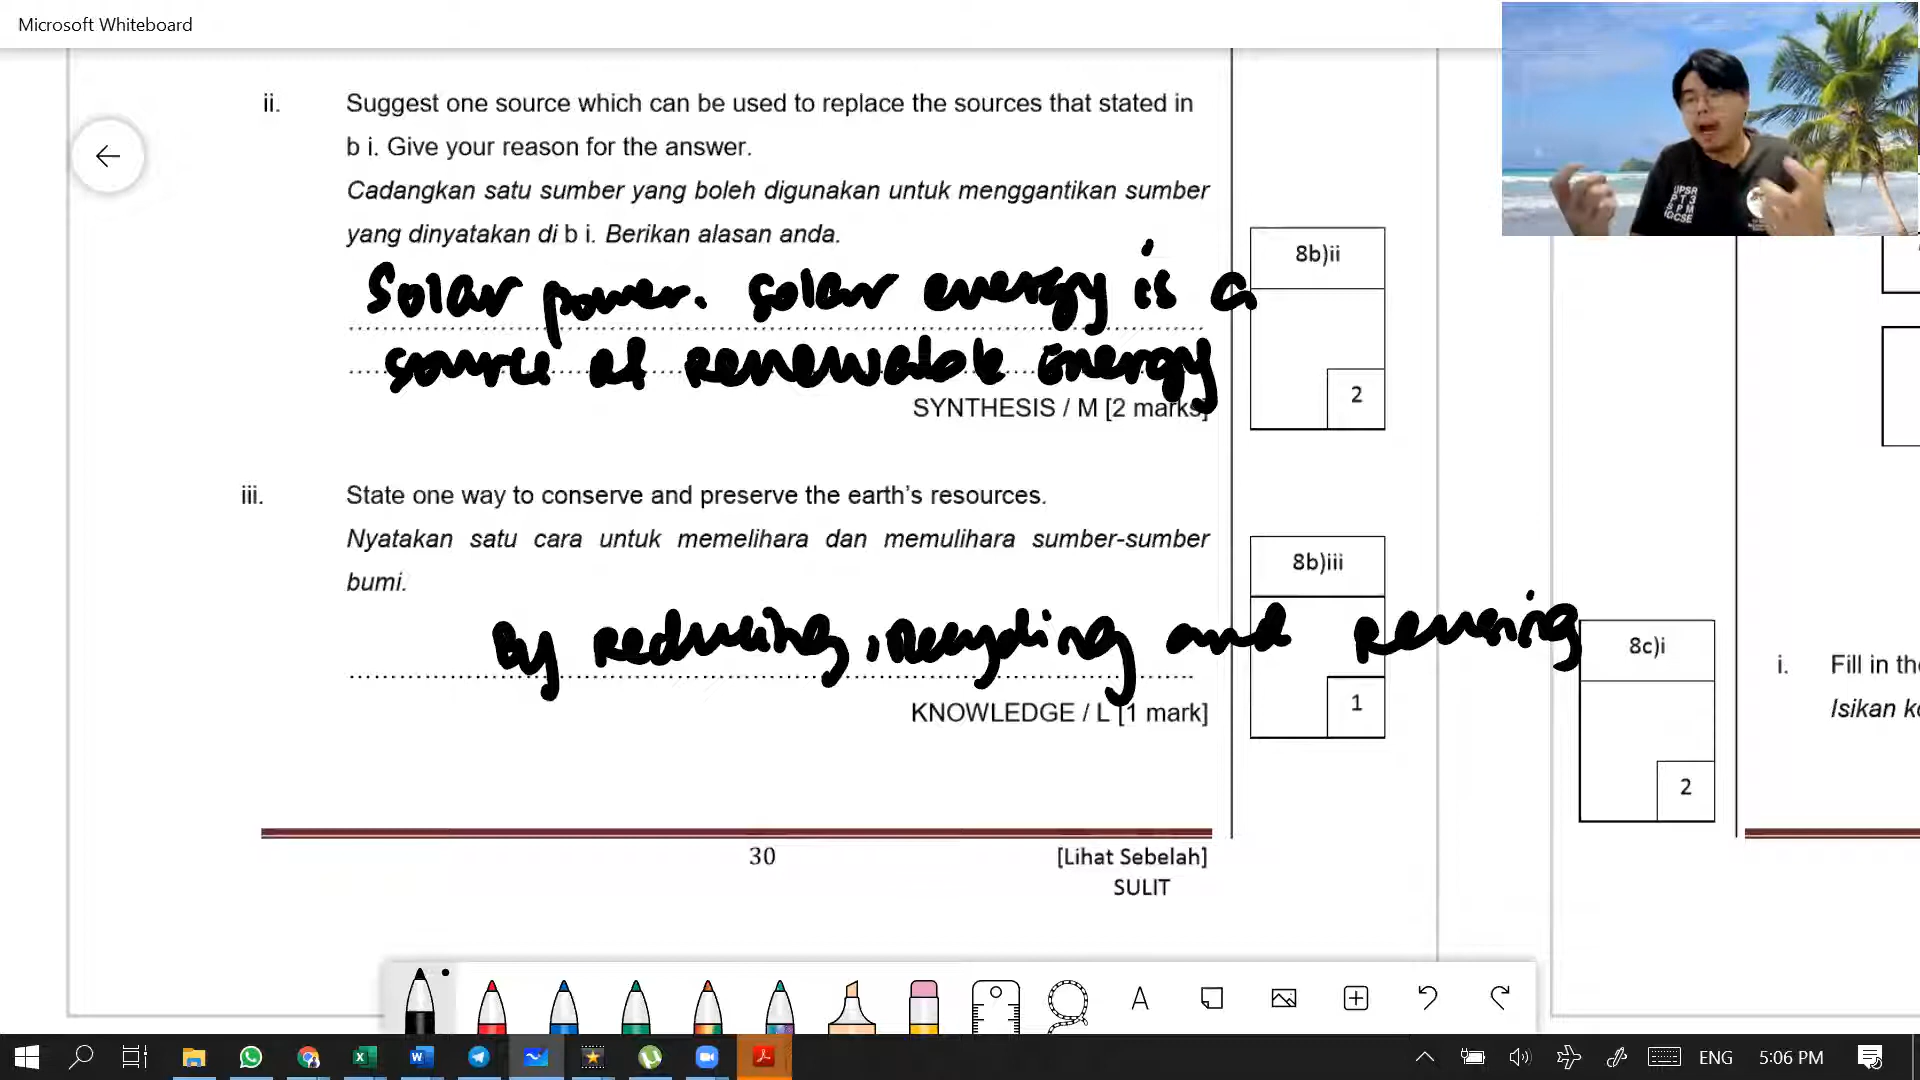 Microsoft Whiteboard
ii. Suggest one source which can be used to replace the sources that stated in
b i. Give your reason for the answer.
Cadangkan satu sumber yang boleh digunakan untuk menggantikan sumber
yang dinyatakan di b i. Berikan alasan anda.
8b)ii
Solar power. Solar energy is a
source of Renewable Energy
2
SYNTHESIS / M [2 marks]
iii. State one way to conserve and preserve the earth's resources.
Nyatakan satu cara untuk memelihara dan memulihara sumber-sumber
bumi.
8b)iii
By reducing, recycling and reusing
1
KNOWLEDGE / L [1 mark]
30
[Lihat Sebelah]
SULIT
8c)i
2
i. Fill in
Isikan
UPSR
PT3
SPM
IGCSE
ENG
5:06 PM